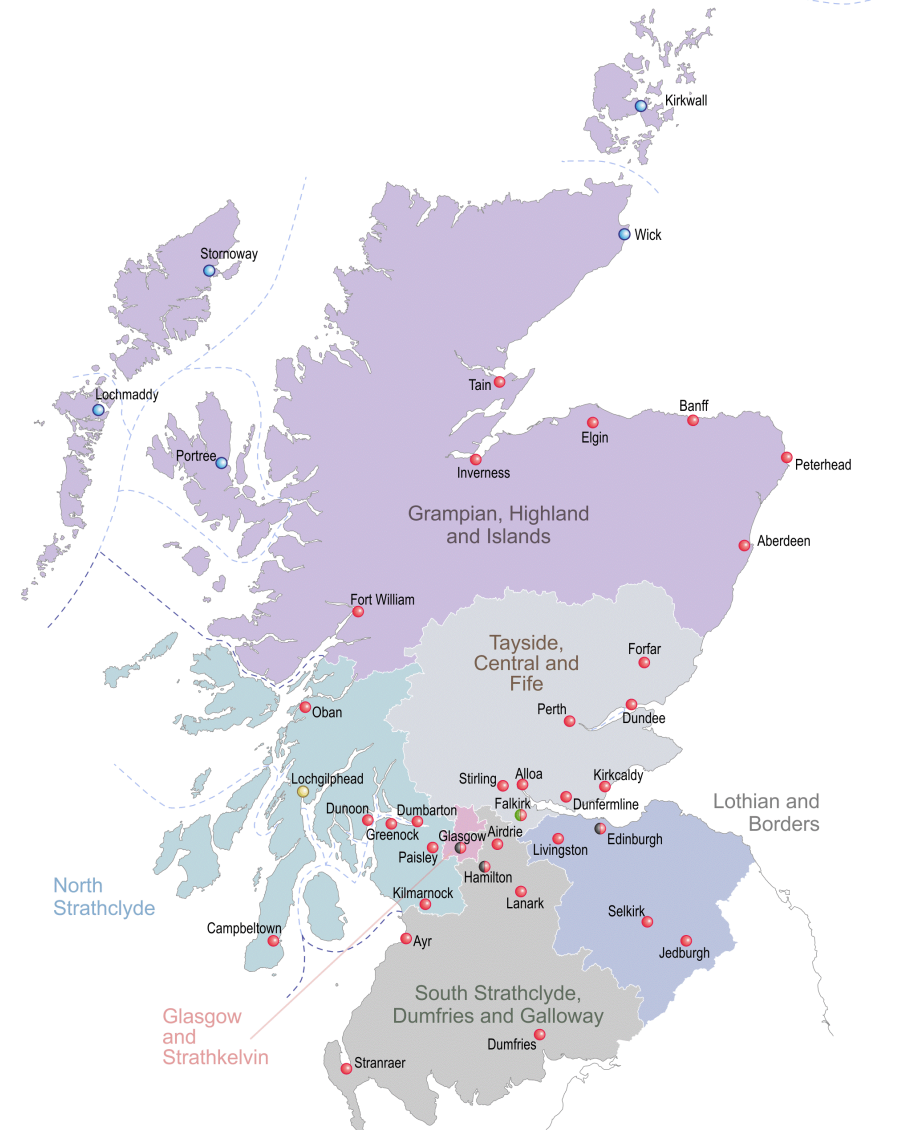 Kirkwall
Wick
Stornoway
Tain
Lochmaddy
Banff
Elgin
Portree
Inverness
Peterhead
Grampian, Highland
and Islands
Aberdeen
Fort William
Tayside,
Central and
Fife
Forfar
Perth
Dundee
Oban
Stirling
Alloa
Kirkcaldy
Lochgilphead
Falkirk
Dunfermline
Lothian and
Borders
Dunoon
Dumbarton
Greenock
Glasgow
Airdrie
Edinburgh
Livingston
Paisley
Hamilton
North
Strathclyde
Kilmarnock
Lanark
Selkirk
Campbeltown
Ayr
Jedburgh
South Strathclyde,
Dumfries and Galloway
Glasgow
and
Strathkelvin
Dumfries
Stranraer